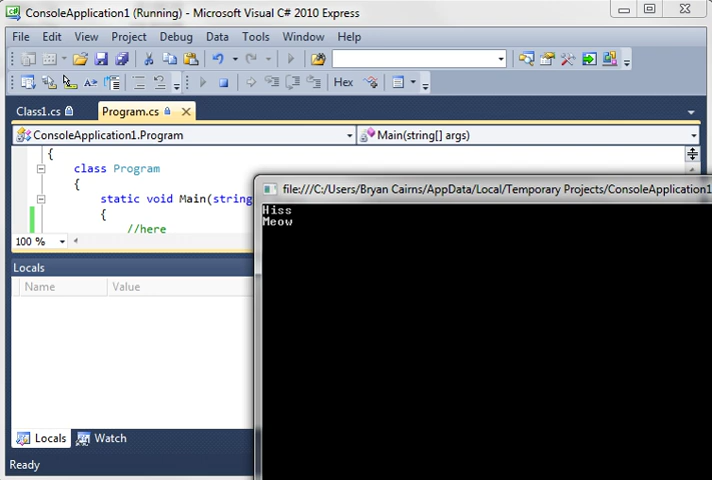 ConsoleApplication1 (Running) - Microsoft Visual C# 2010 Express
File Edit View Project Debug Data Tools Window Help
Hex
Class1.cs Program.cs
ConsoleApplication1.Program Main(string[] args)
{
class Program
{
static void Main(string
{
//here
100 %
file:///C:/Users/Bryan Cairns/AppData/Local/Temporary Projects/ConsoleApplication1
Hiss
Meow
Locals
Name Value
Locals Watch
Ready